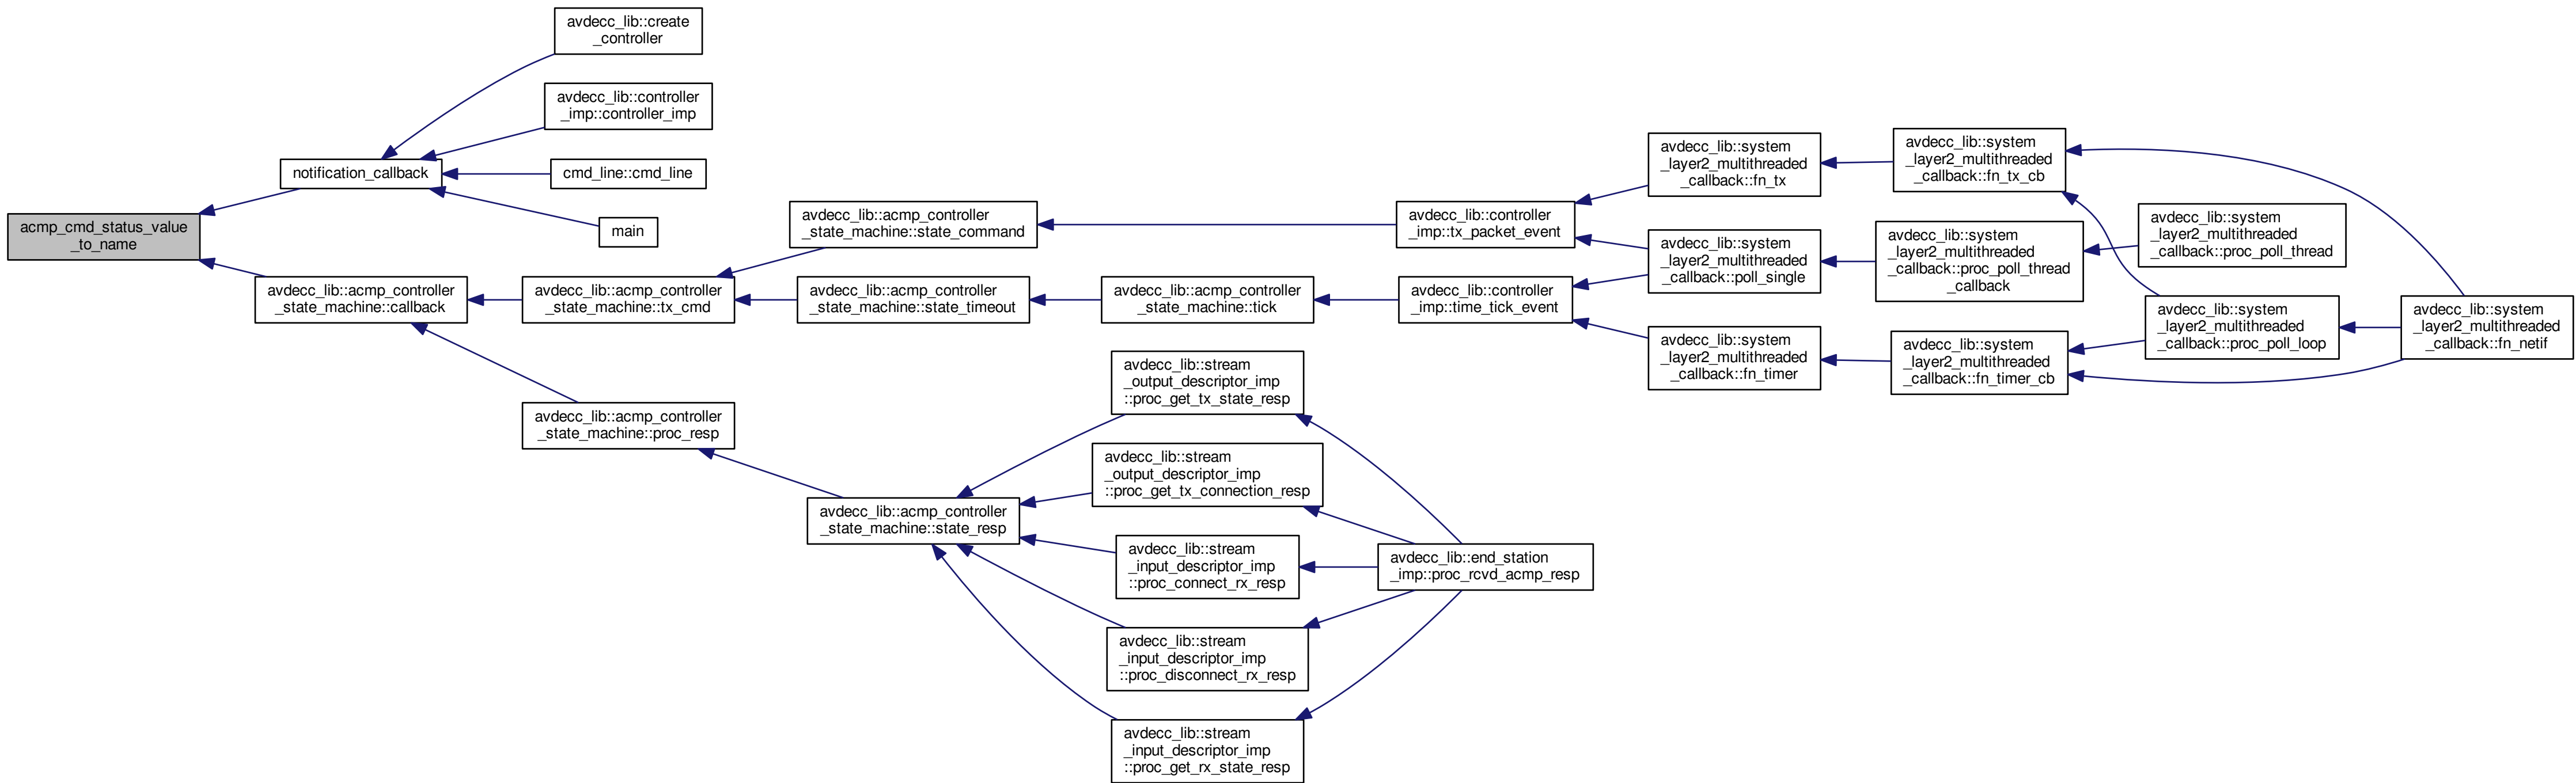 avdecc_lib::create
_controller
avdecc_lib::controller
_imp::controller_imp
notification_callback
cmd_line::cmd_line
main
acmp_cmd_status_value
_to_name
avdecc_lib::acmp_controller
_state_machine::callback
avdecc_lib::acmp_controller
_state_machine::state_command
avdecc_lib::acmp_controller
_state_machine::tx_cmd
avdecc_lib::acmp_controller
_state_machine::state_timeout
avdecc_lib::acmp_controller
_state_machine::tick
avdecc_lib::controller
_imp::tx_packet_event
avdecc_lib::controller
_imp::time_tick_event
avdecc_lib::system
_layer2_multithreaded
_callback::fn_tx
avdecc_lib::system
_layer2_multithreaded
_callback::poll_single
avdecc_lib::system
_layer2_multithreaded
_callback::fn_timer
avdecc_lib::system
_layer2_multithreaded
_callback::fn_tx_cb
avdecc_lib::system
_layer2_multithreaded
_callback::proc_poll_thread
_callback
avdecc_lib::system
_layer2_multithreaded
_callback::fn_timer_cb
avdecc_lib::system
_layer2_multithreaded
_callback::proc_poll_thread
avdecc_lib::system
_layer2_multithreaded
_callback::proc_poll_loop
avdecc_lib::system
_layer2_multithreaded
_callback::fn_netif
avdecc_lib::acmp_controller
_state_machine::proc_resp
avdecc_lib::acmp_controller
_state_machine::state_resp
avdecc_lib::stream
_output_descriptor_imp
::proc_get_tx_state_resp
avdecc_lib::stream
_output_descriptor_imp
::proc_get_tx_connection_resp
avdecc_lib::stream
_input_descriptor_imp
::proc_connect_rx_resp
avdecc_lib::stream
_input_descriptor_imp
::proc_disconnect_rx_resp
avdecc_lib::stream
_input_descriptor_imp
::proc_get_rx_state_resp
avdecc_lib::end_station
_imp::proc_rcvd_acmp_resp